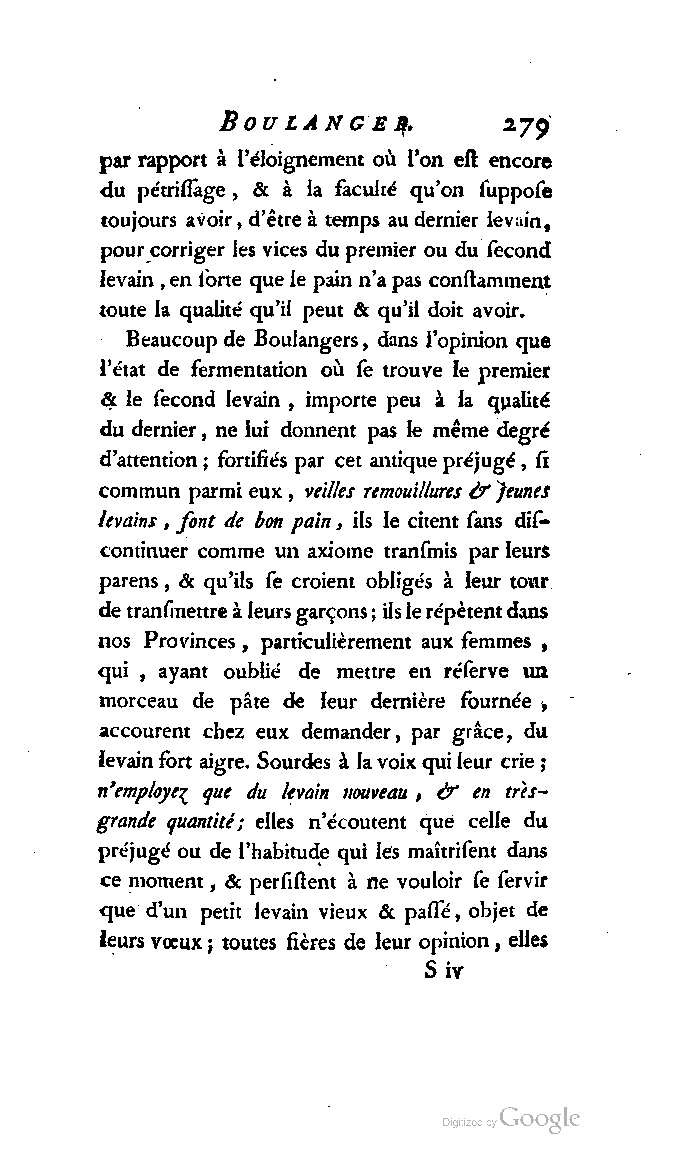 BOULANGER. 279
par rapport à l'éloignement où l'on eſt encore
du pétriſſage, & à la faculté qu'on ſuppoſe
toujours avoir, d'être à temps au dernier levain,
pour corriger les vices du premier ou du ſecond
levain, en ſorte que le pain n'a pas conſtamment
toute la qualité qu'il peut & qu'il doit avoir.
Beaucoup de Boulangers, dans l'opinion que
l'état de fermentation où ſe trouve le premier
& le ſecond levain, importe peu à la qualité
du dernier, ne lui donnent pas le même degré
d'attention; fortifiés par cet antique préjugé, ſi
commun parmi eux, veilles remouillures & jeunes
levains, font de bon pain, ils le citent ſans diſ-
continuer comme un axiome tranſmis par leurs
parens, & qu'ils ſe croient obligés à leur tour
de tranſmettre à leurs garçons; ils le répètent dans
nos Provinces, particulièrement aux femmes,
qui, ayant oublié de mettre en réſerve un
morceau de pâte de leur dernière fournée,
accourent chez eux demander, par grâce, du
levain fort aigre. Sourdes à la voix qui leur crie;
n'employez que du levain nouveau, & en très-
grande quantité; elles n'écoutent que celle du
préjugé ou de l'habitude qui les maîtriſent dans
ce moment, & perſiſtent à ne vouloir ſe ſervir
que d'un petit levain vieux & paſſé, objet de
leurs vœux; toutes fières de leur opinion, elles
S iv
Digitized by Google